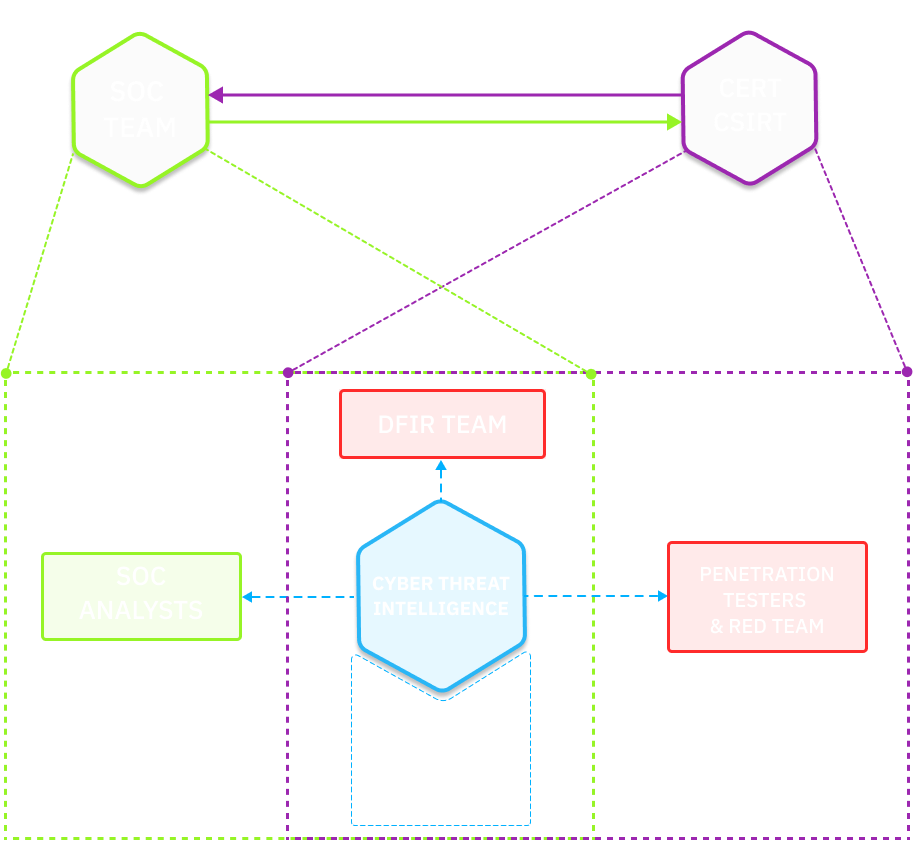 SOC
TEAM
CERT
CSIRT
DFIR TEAM
SOC
ANALYSTS
CYBER THREAT
INTELLIGENCE
PENETRATION
TESTERS
& RED TEAM